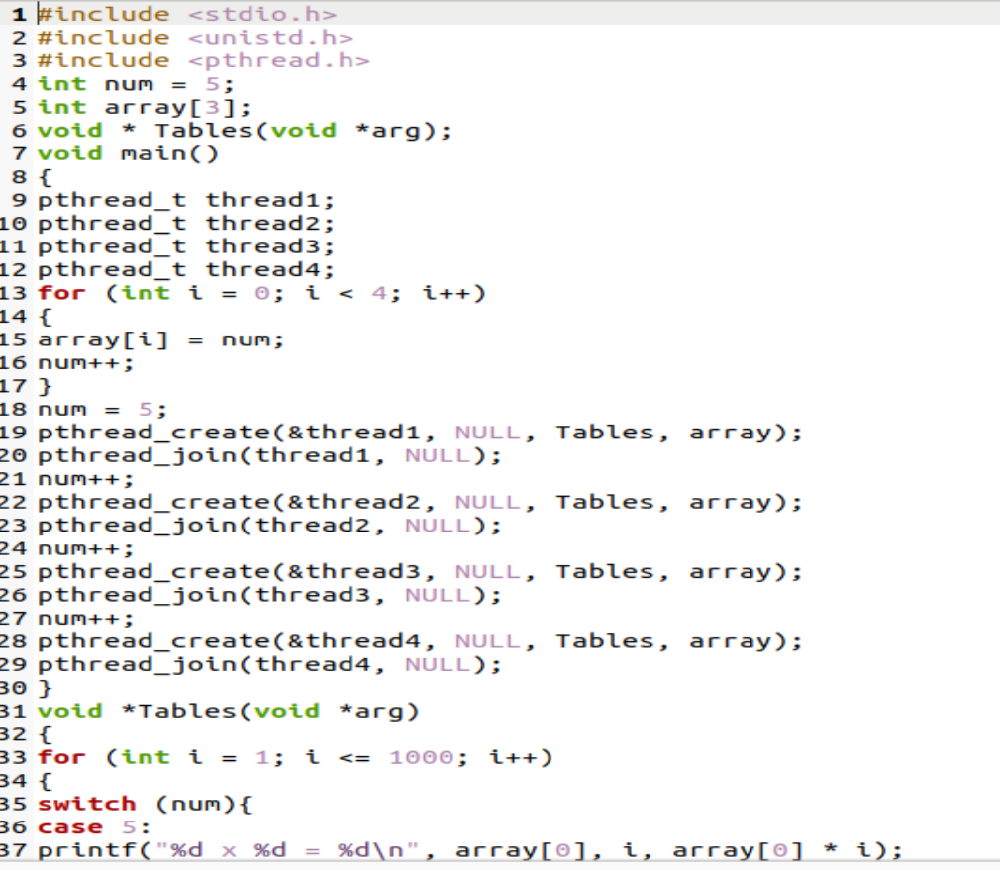 1 #include <stdio.h>
2 #include <unistd.h>
3 #include <pthread.h>
4 int num = 5;
5 int array[3];
6 void * Tables(void *arg);
7 void main()
8 {
9 pthread_t thread1;
10 pthread_t thread2;
11 pthread_t thread3;
12 pthread_t thread4;
13 for (int i = 0; i < 4; i++)
14 {
15 array[i] = num;
16 num++;
17 }
18 num = 5;
19 pthread_create(&thread1, NULL, Tables, array);
20 pthread_join(thread1, NULL);
21 num++;
22 pthread_create(&thread2, NULL, Tables, array);
23 pthread_join(thread2, NULL);
24 num++;
25 pthread_create(&thread3, NULL, Tables, array);
26 pthread_join(thread3, NULL);
27 num++;
28 pthread_create(&thread4, NULL, Tables, array);
29 pthread_join(thread4, NULL);
30 }
31 void *Tables(void *arg)
32 {
33 for (int i = 1; i <= 1000; i++)
34 {
35 switch (num){
36 case 5:
37 printf("%d x %d = %d\n", array[0], i, array[0] * i);